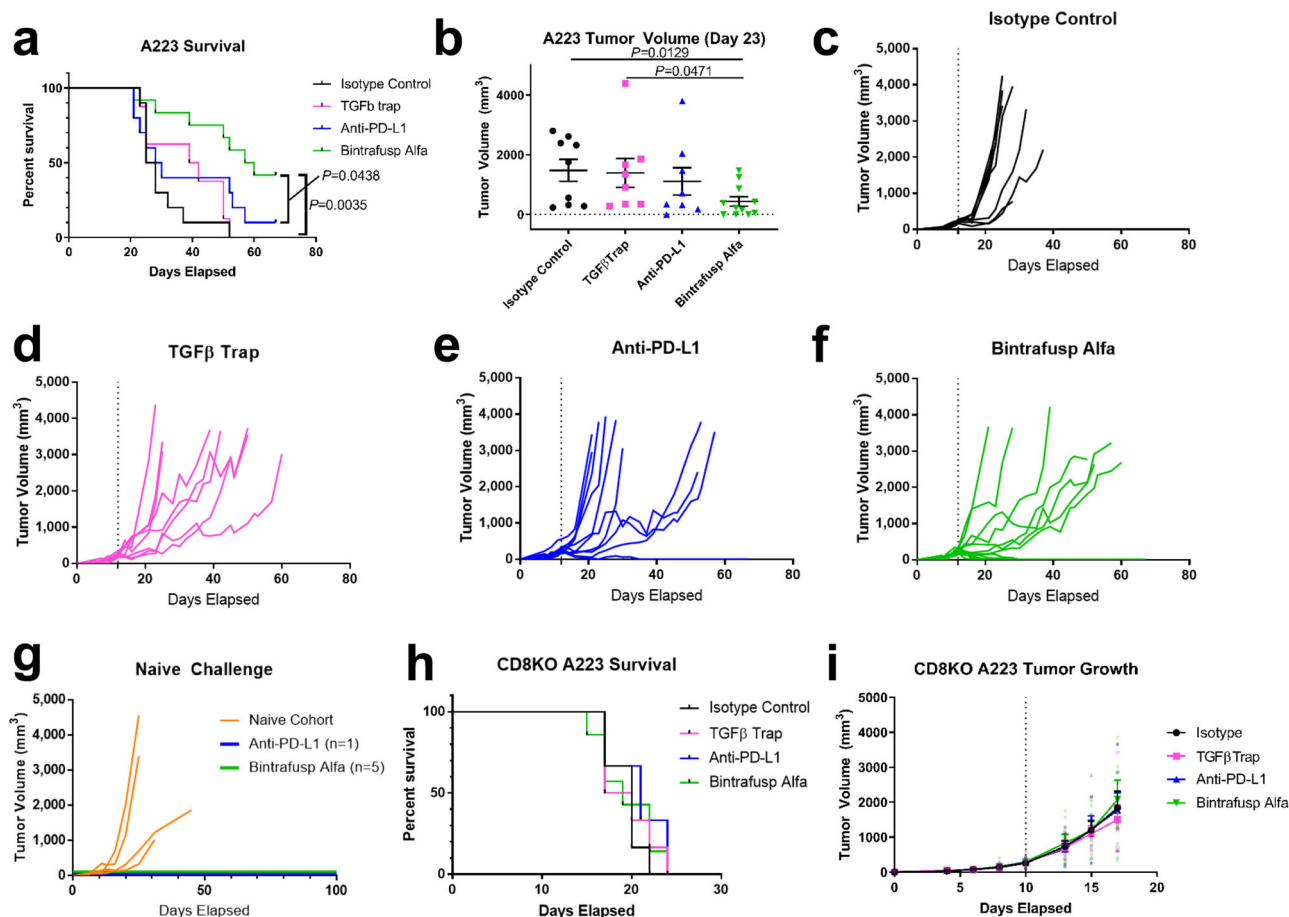 a
A223 Survival
Percent survival
100
50
0
0 20 40 60 80
Days Elapsed
Isotype Control
TGFb trap
Anti-PD-L1
Bintrafusp Alfa
P=0.0438
P=0.0035
b
A223 Tumor Volume (Day 23)
P=0.0129
P=0.0471
Tumor Volume (mm³)
4000
2000
0
Isotype Control
TGFβTrap
Anti-PD-L1
Bintrafusp Alfa
c
Isotype Control
Tumor Volume (mm³)
5,000
4,000
3,000
2,000
1,000
0
0 20 40 60 80
Days Elapsed
d
TGFβ Trap
Tumor Volume (mm³)
5,000
4,000
3,000
2,000
1,000
0
0 20 40 60 80
Days Elapsed
e
Anti-PD-L1
Tumor Volume (mm³)
5,000
4,000
3,000
2,000
1,000
0
0 20 40 60 80
Days Elapsed
f
Bintrafusp Alfa
Tumor Volume (mm³)
5,000
4,000
3,000
2,000
1,000
0
0 20 40 60 80
Days Elapsed
g
Naive Challenge
Tumor Volume (mm³)
5,000
4,000
3,000
2,000
1,000
0
0 50 100
Days Elapsed
Naive Cohort
Anti-PD-L1 (n=1)
Bintrafusp Alfa (n=5)
h
CD8KO A223 Survival
Percent survival
100
50
0
0 10 20 30
Days Elapsed
Isotype Control
TGFβ Trap
Anti-PD-L1
Bintrafusp Alfa
i
CD8KO A223 Tumor Growth
Tumor Volume (mm³)
5000
4000
3000
2000
1000
0
0 5 10 15 20
Days Elapsed
Isotype
TGFβTrap
Anti-PD-L1
Bintrafusp Alfa